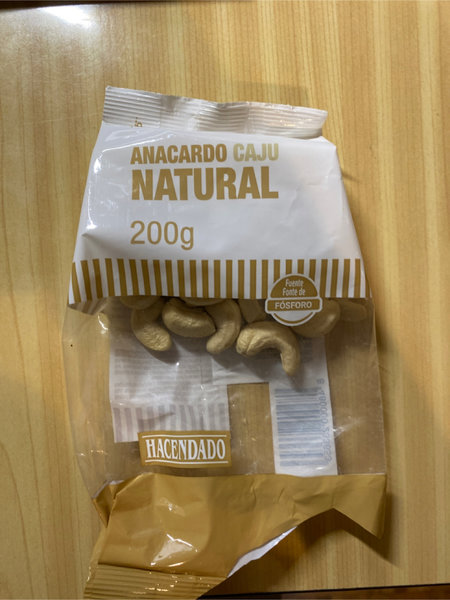 ANACARDO CAJU
NATURAL
200g
Fuente
Fonte de
FÓSFORO
HACENDADO